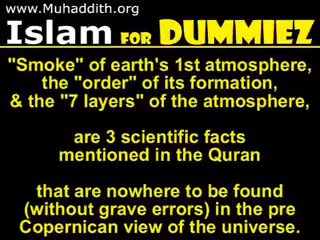 www.Muhaddith.org
Islam FOR DUMMIEZ
"Smoke" of earth's 1st atmosphere,
the "order" of its formation,
& the "7 layers" of the atmosphere,
are 3 scientific facts
mentioned in the Quran
that are nowhere to be found
(without grave errors) in the pre
Copernican view of the universe.